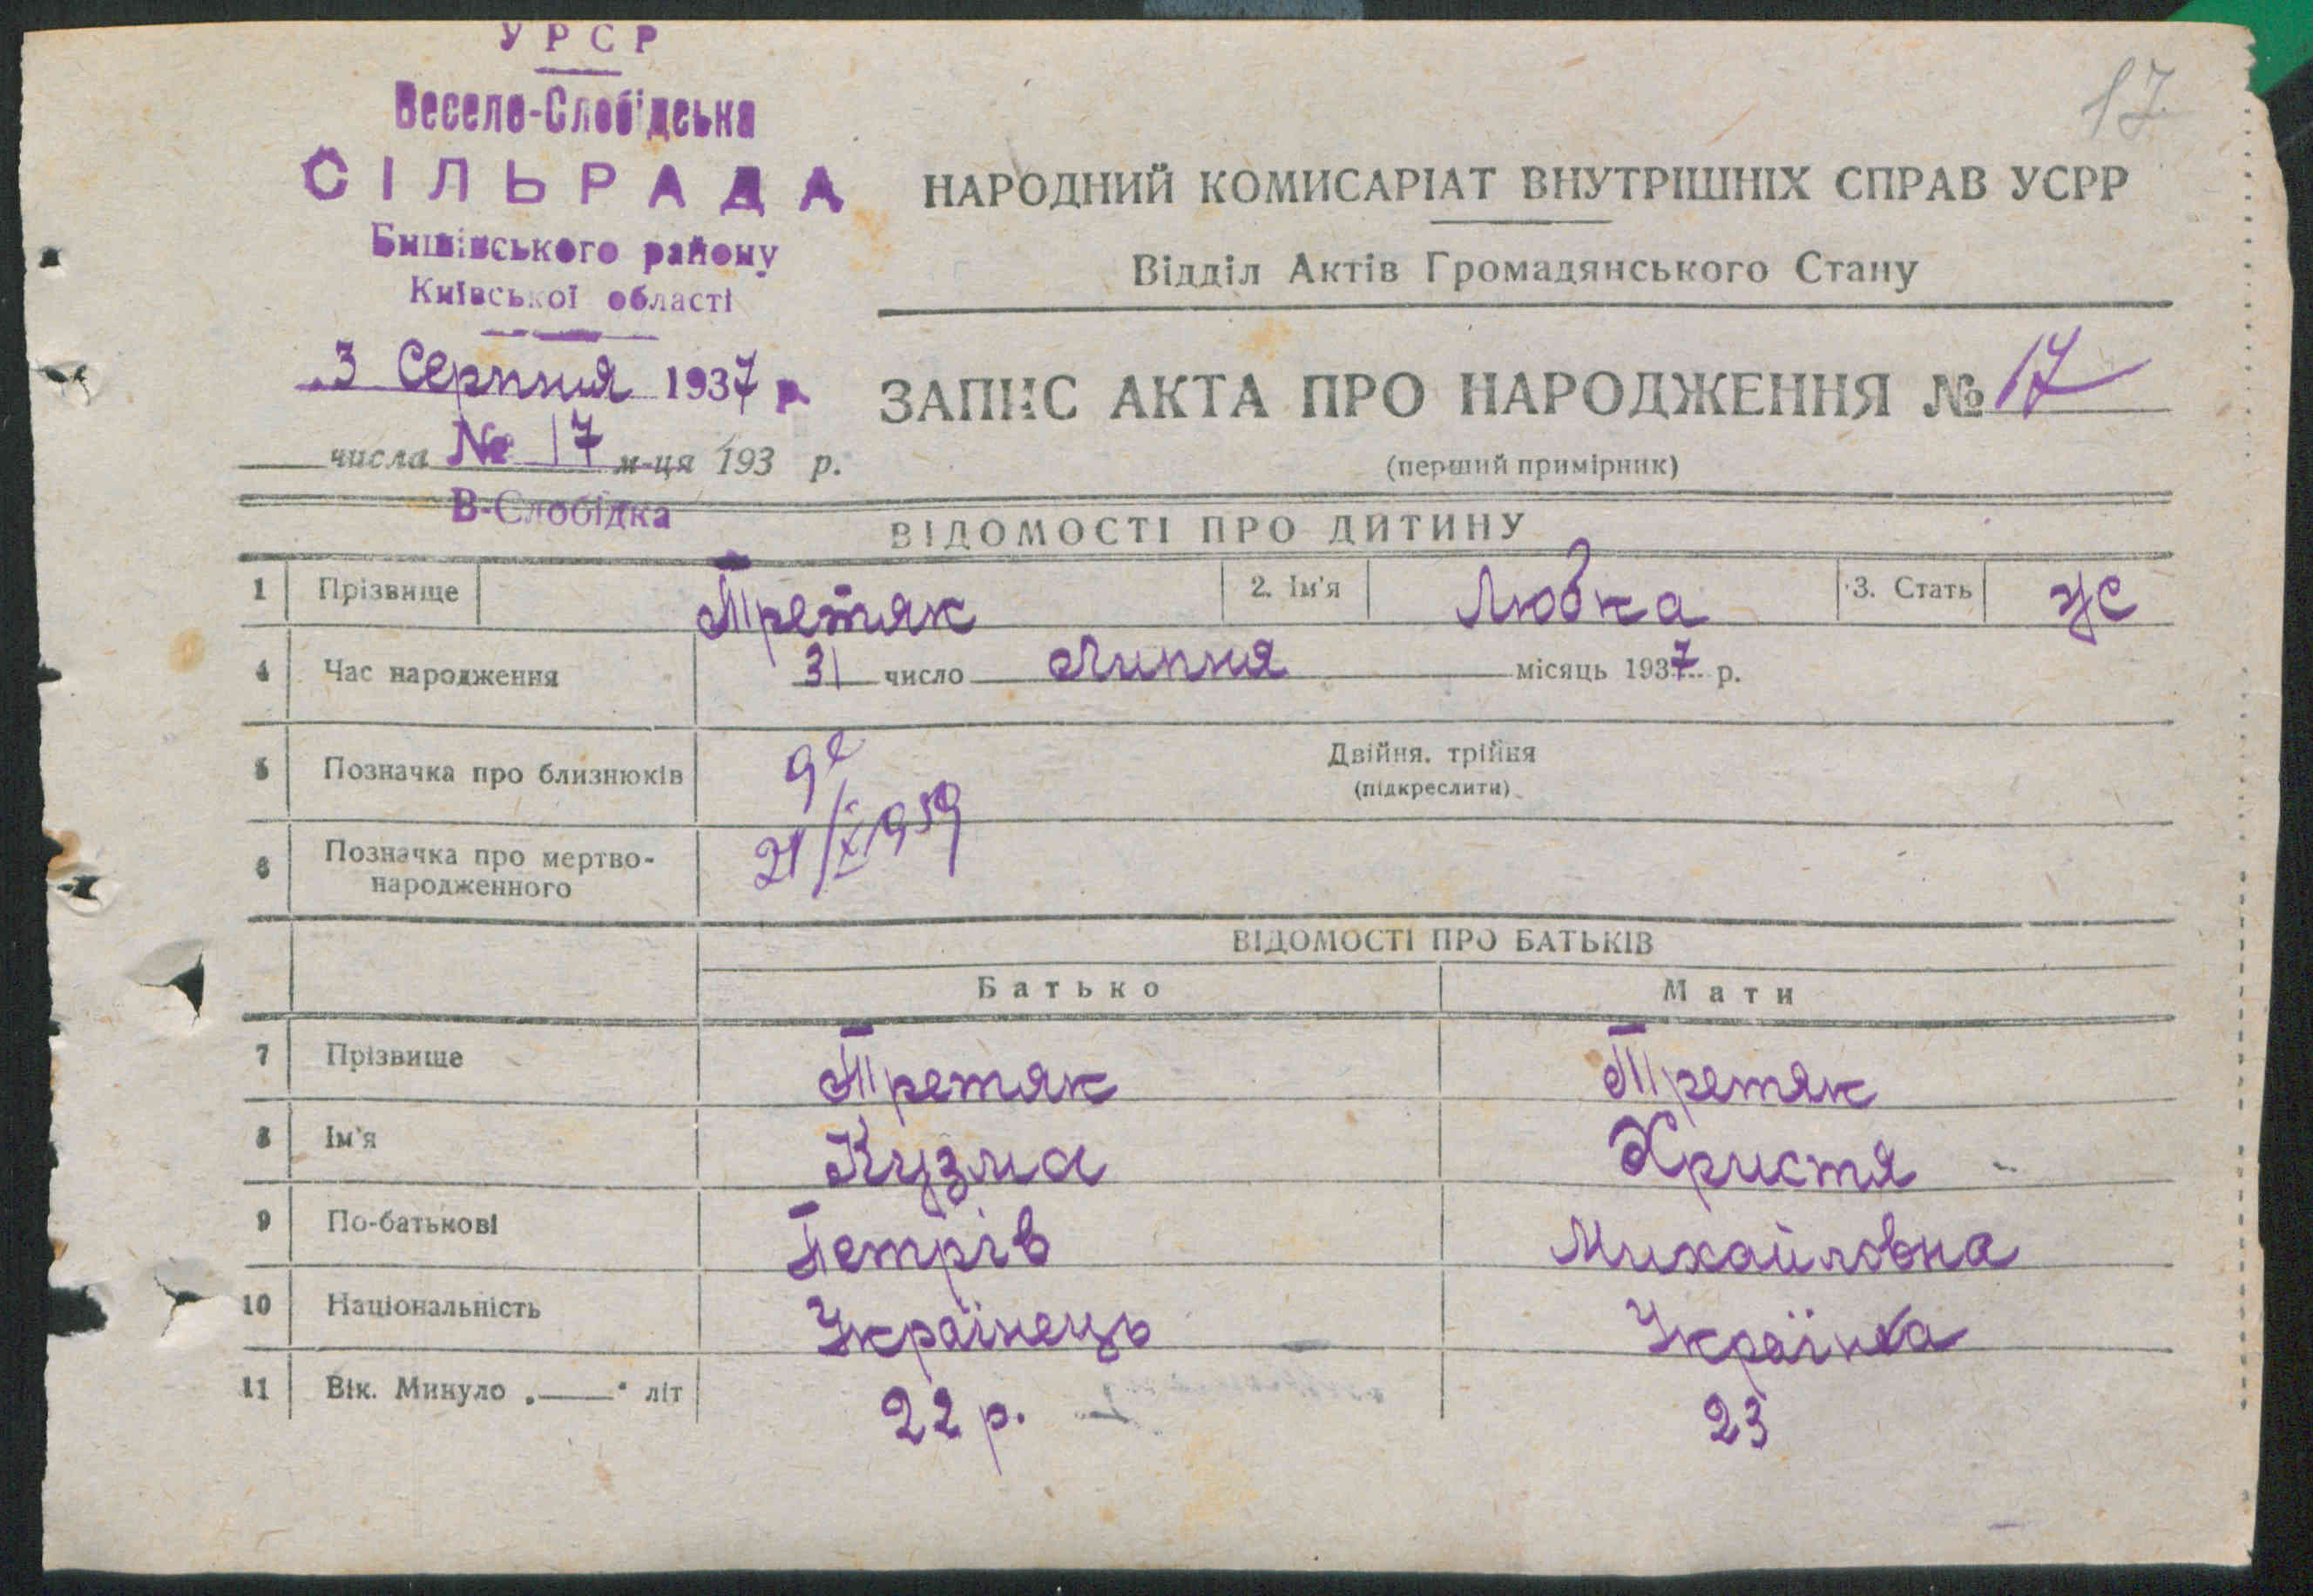 17
УРСР
Весело-Слобідська
СІЛЬРАДА
Бишівського району
Київської області
3 Серпня 1937 р.
числа № 17 м-ця 193 р.
В-Слобідка
НАРОДНИЙ КОМИСАРІАТ ВНУТРІШНІХ СПРАВ УСРР
Відділ Актів Громадянського Стану
ЗАПИС АКТА ПРО НАРОДЖЕННЯ № 17
(перший примірник)
ВІДОМОСТІ ПРО ДИТИНУ
1 Прізвище Третяк 2. Ім'я Любка 3. Стать Ж
4 Час народження 31 число Липня місяць 1937 р.
5 Позначка про близнюків Двійня, трійня
(підкреслити)
6 Позначка про мертво-
народженного
21/X 1959
ВІДОМОСТІ ПРО БАТЬКІВ
Батько Мати
7 Прізвище Третяк Третяк
8 Ім'я Кузма Христя
9 По-батькові Петрів Михайловна
10 Національність Українець Українка
11 Вік. Минуло „——“ літ 22 р. 23